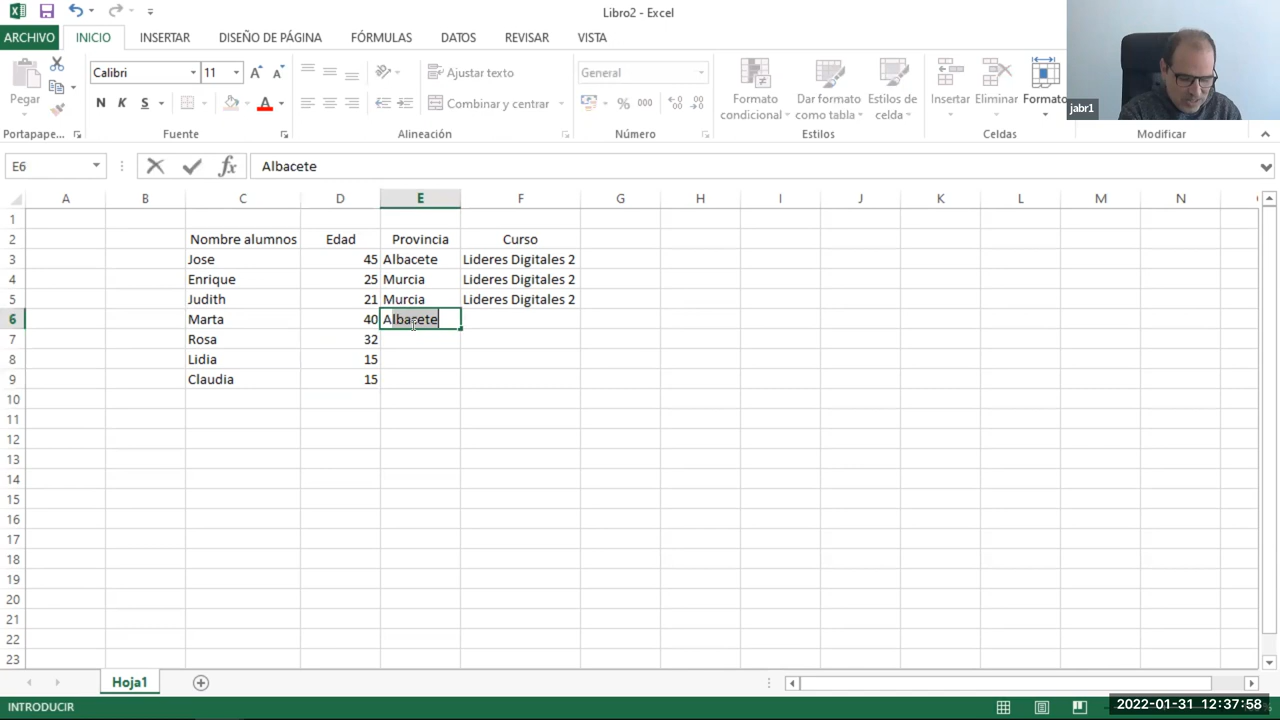 Libro2 - Excel
ARCHIVO INICIO INSERTAR DISEÑO DE PÁGINA FÓRMULAS DATOS REVISAR VISTA
Calibri 11 Ajustar texto General
Pegar N K S A Combinar y centrar % 000 Formato condicional Dar formato como tabla Estilos de celda Insertar Eliminar Formato
jabr1
Portapape... Fuente Alineación Número Estilos Celdas Modificar
E6 fx Albacete
A B C D E F G H I J K L M N
1
2 Nombre alumnos Edad Provincia Curso
3 Jose 45 Albacete Lideres Digitales 2
4 Enrique 25 Murcia Lideres Digitales 2
5 Judith 21 Murcia Lideres Digitales 2
6 Marta 40 Albacete
7 Rosa 32
8 Lidia 15
9 Claudia 15
10
11
12
13
14
15
16
17
18
19
20
21
22
23
Hoja1
INTRODUCIR 2022-01-31 12:37:58